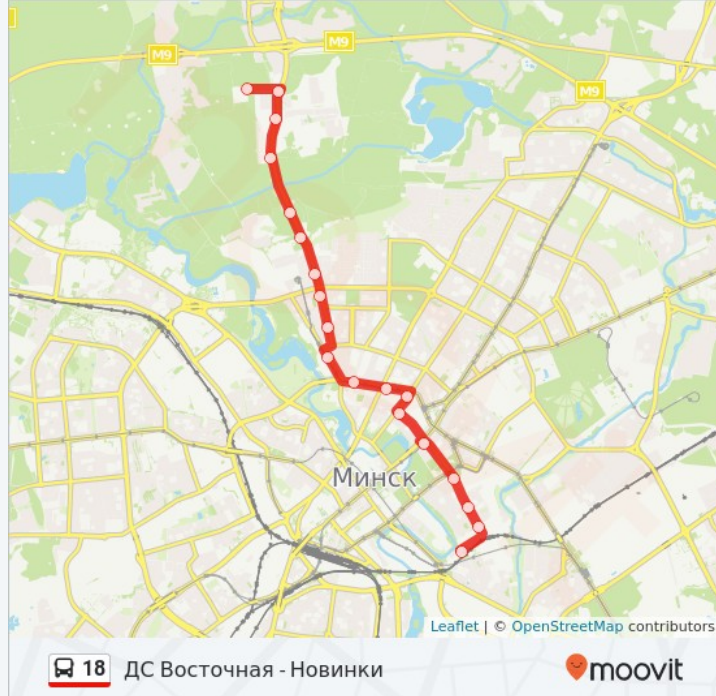 M9
M9
M9
Минск
Leaflet | © OpenStreetMap contributors
18 ДС Восточная - Новинки
moovit